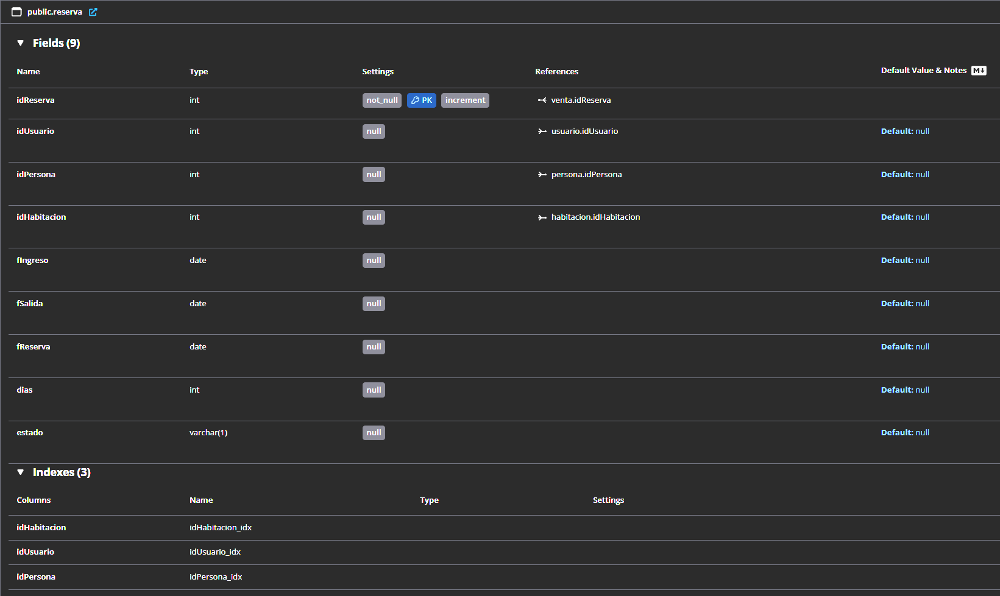 public.reserva
Fields (9)
Name Type Settings References Default Value & Notes M↓
idReserva int not_null PK increment venta.idReserva
idUsuario int null usuario.idUsuario Default: null
idPersona int null persona.idPersona Default: null
idHabitacion int null habitacion.idHabitacion Default: null
fIngreso date null Default: null
fSalida date null Default: null
fReserva date null Default: null
dias int null Default: null
estado varchar(1) null Default: null
Indexes (3)
Columns Name Type Settings
idHabitacion idHabitacion_idx
idUsuario idUsuario_idx
idPersona idPersona_idx